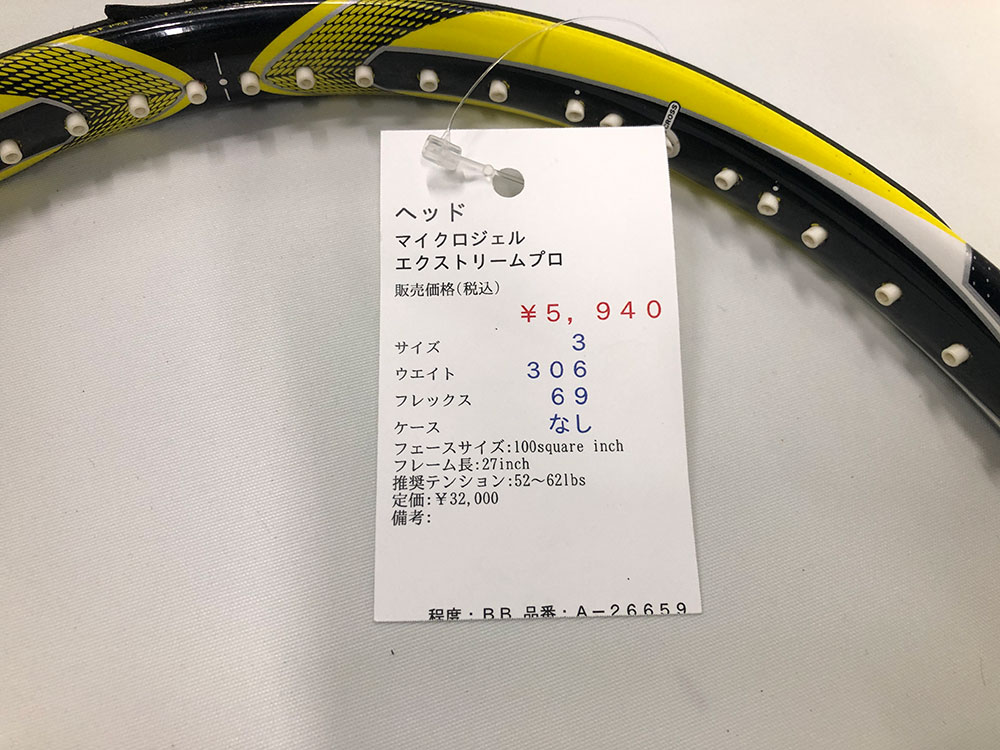 ヘッド
マイクロジェル
エクストリームプロ
販売価格(税込)
¥5,940
サイズ 3
ウエイト 306
フレックス 69
ケース なし
フェースサイズ:100square inch
フレーム長:27inch
推奨テンション:52～62lbs
定価:¥32,000
備考:
程度:BB 品番:A－26659